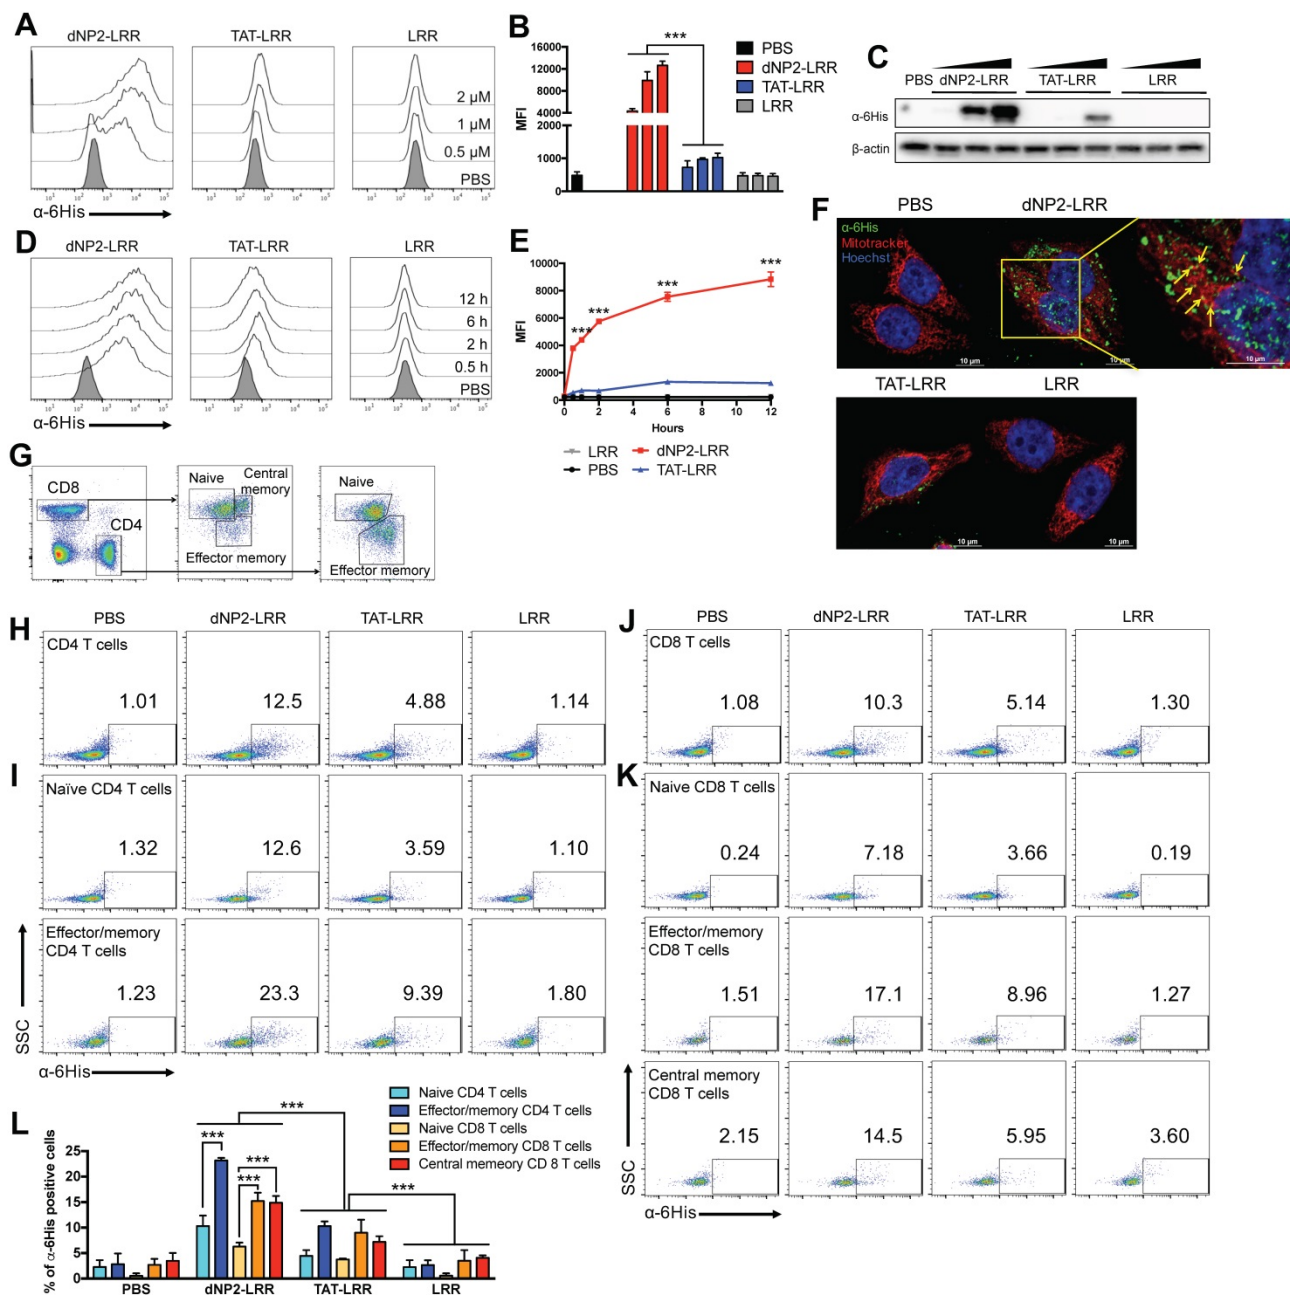 A
dNP2-LRR
TAT-LRR
LRR
2 µM
1 µM
0.5 µM
PBS
α-6His
B
16000
14000
12000
10000
8000
6000
4000
2000
1000
0
MFI
***
PBS
dNP2-LRR
TAT-LRR
LRR
C
PBS dNP2-LRR TAT-LRR LRR
α-6His
β-actin
D
dNP2-LRR
TAT-LRR
LRR
12 h
6 h
2 h
0.5 h
PBS
α-6His
E
10000
8000
6000
4000
2000
0
MFI
***
***
***
***
0 2 4 6 8 10 12
Hours
LRR
dNP2-LRR
PBS
TAT-LRR
F
PBS
dNP2-LRR
α-6His
Mitotracker
Hoechst
10 µm
10 µm
10 µm
TAT-LRR
LRR
10 µm
10 µm
G
CD8
CD4
Naive
Central
memory
Effector memory
Naive
Effector memory
H
PBS
dNP2-LRR
TAT-LRR
LRR
CD4 T cells
1.01
12.5
4.88
1.14
I
Naïve CD4 T cells
1.32
12.6
3.59
1.10
Effector/memory
CD4 T cells
1.23
23.3
9.39
1.80
SSC
α-6His
J
PBS
dNP2-LRR
TAT-LRR
LRR
CD8 T cells
1.08
10.3
5.14
1.30
K
Naive CD8 T cells
0.24
7.18
3.66
0.19
Effector/memory
CD8 T cells
1.51
17.1
8.96
1.27
Central memory
CD8 T cells
2.15
14.5
5.95
3.60
SSC
α-6His
L
Naive CD4 T cells
Effector/memory CD4 T cells
Naive CD8 T cells
Effector/memory CD8 T cells
Central memeory CD 8 T cells
% of α-6His positive cells
25
20
15
10
5
0
***
***
***
***
***
PBS
dNP2-LRR
TAT-LRR
LRR